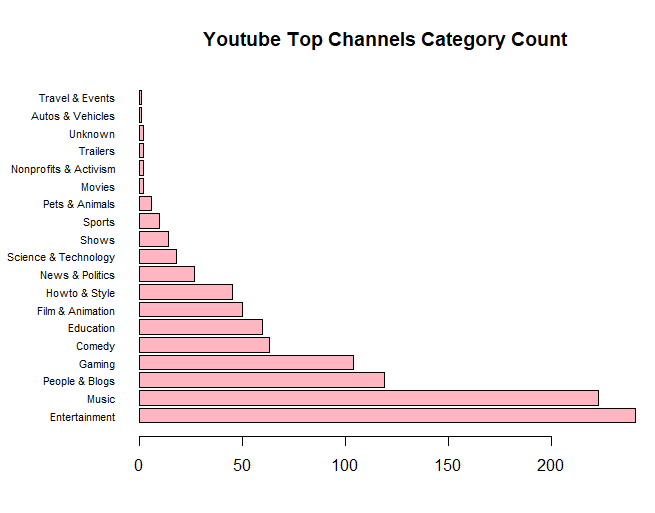 Youtube Top Channels Category Count
Travel & Events
Autos & Vehicles
Unknown
Trailers
Nonprofits & Activism
Movies
Pets & Animals
Sports
Shows
Science & Technology
News & Politics
Howto & Style
Film & Animation
Education
Comedy
Gaming
People & Blogs
Music
Entertainment
0 50 100 150 200